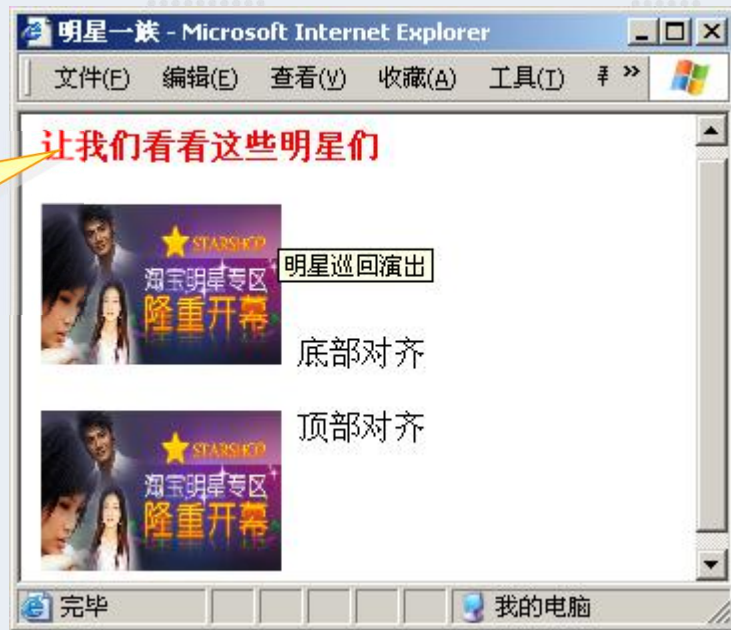 明星一族 - Microsoft Internet Explorer
文件(F) 编辑(E) 查看(V) 收藏(A) 工具(T) »
让我们看看这些明星们
STARSHOP
淘宝明星专区
隆重开幕
明星巡回演出
底部对齐
顶部对齐
STARSHOP
淘宝明星专区
隆重开幕
完毕 我的电脑